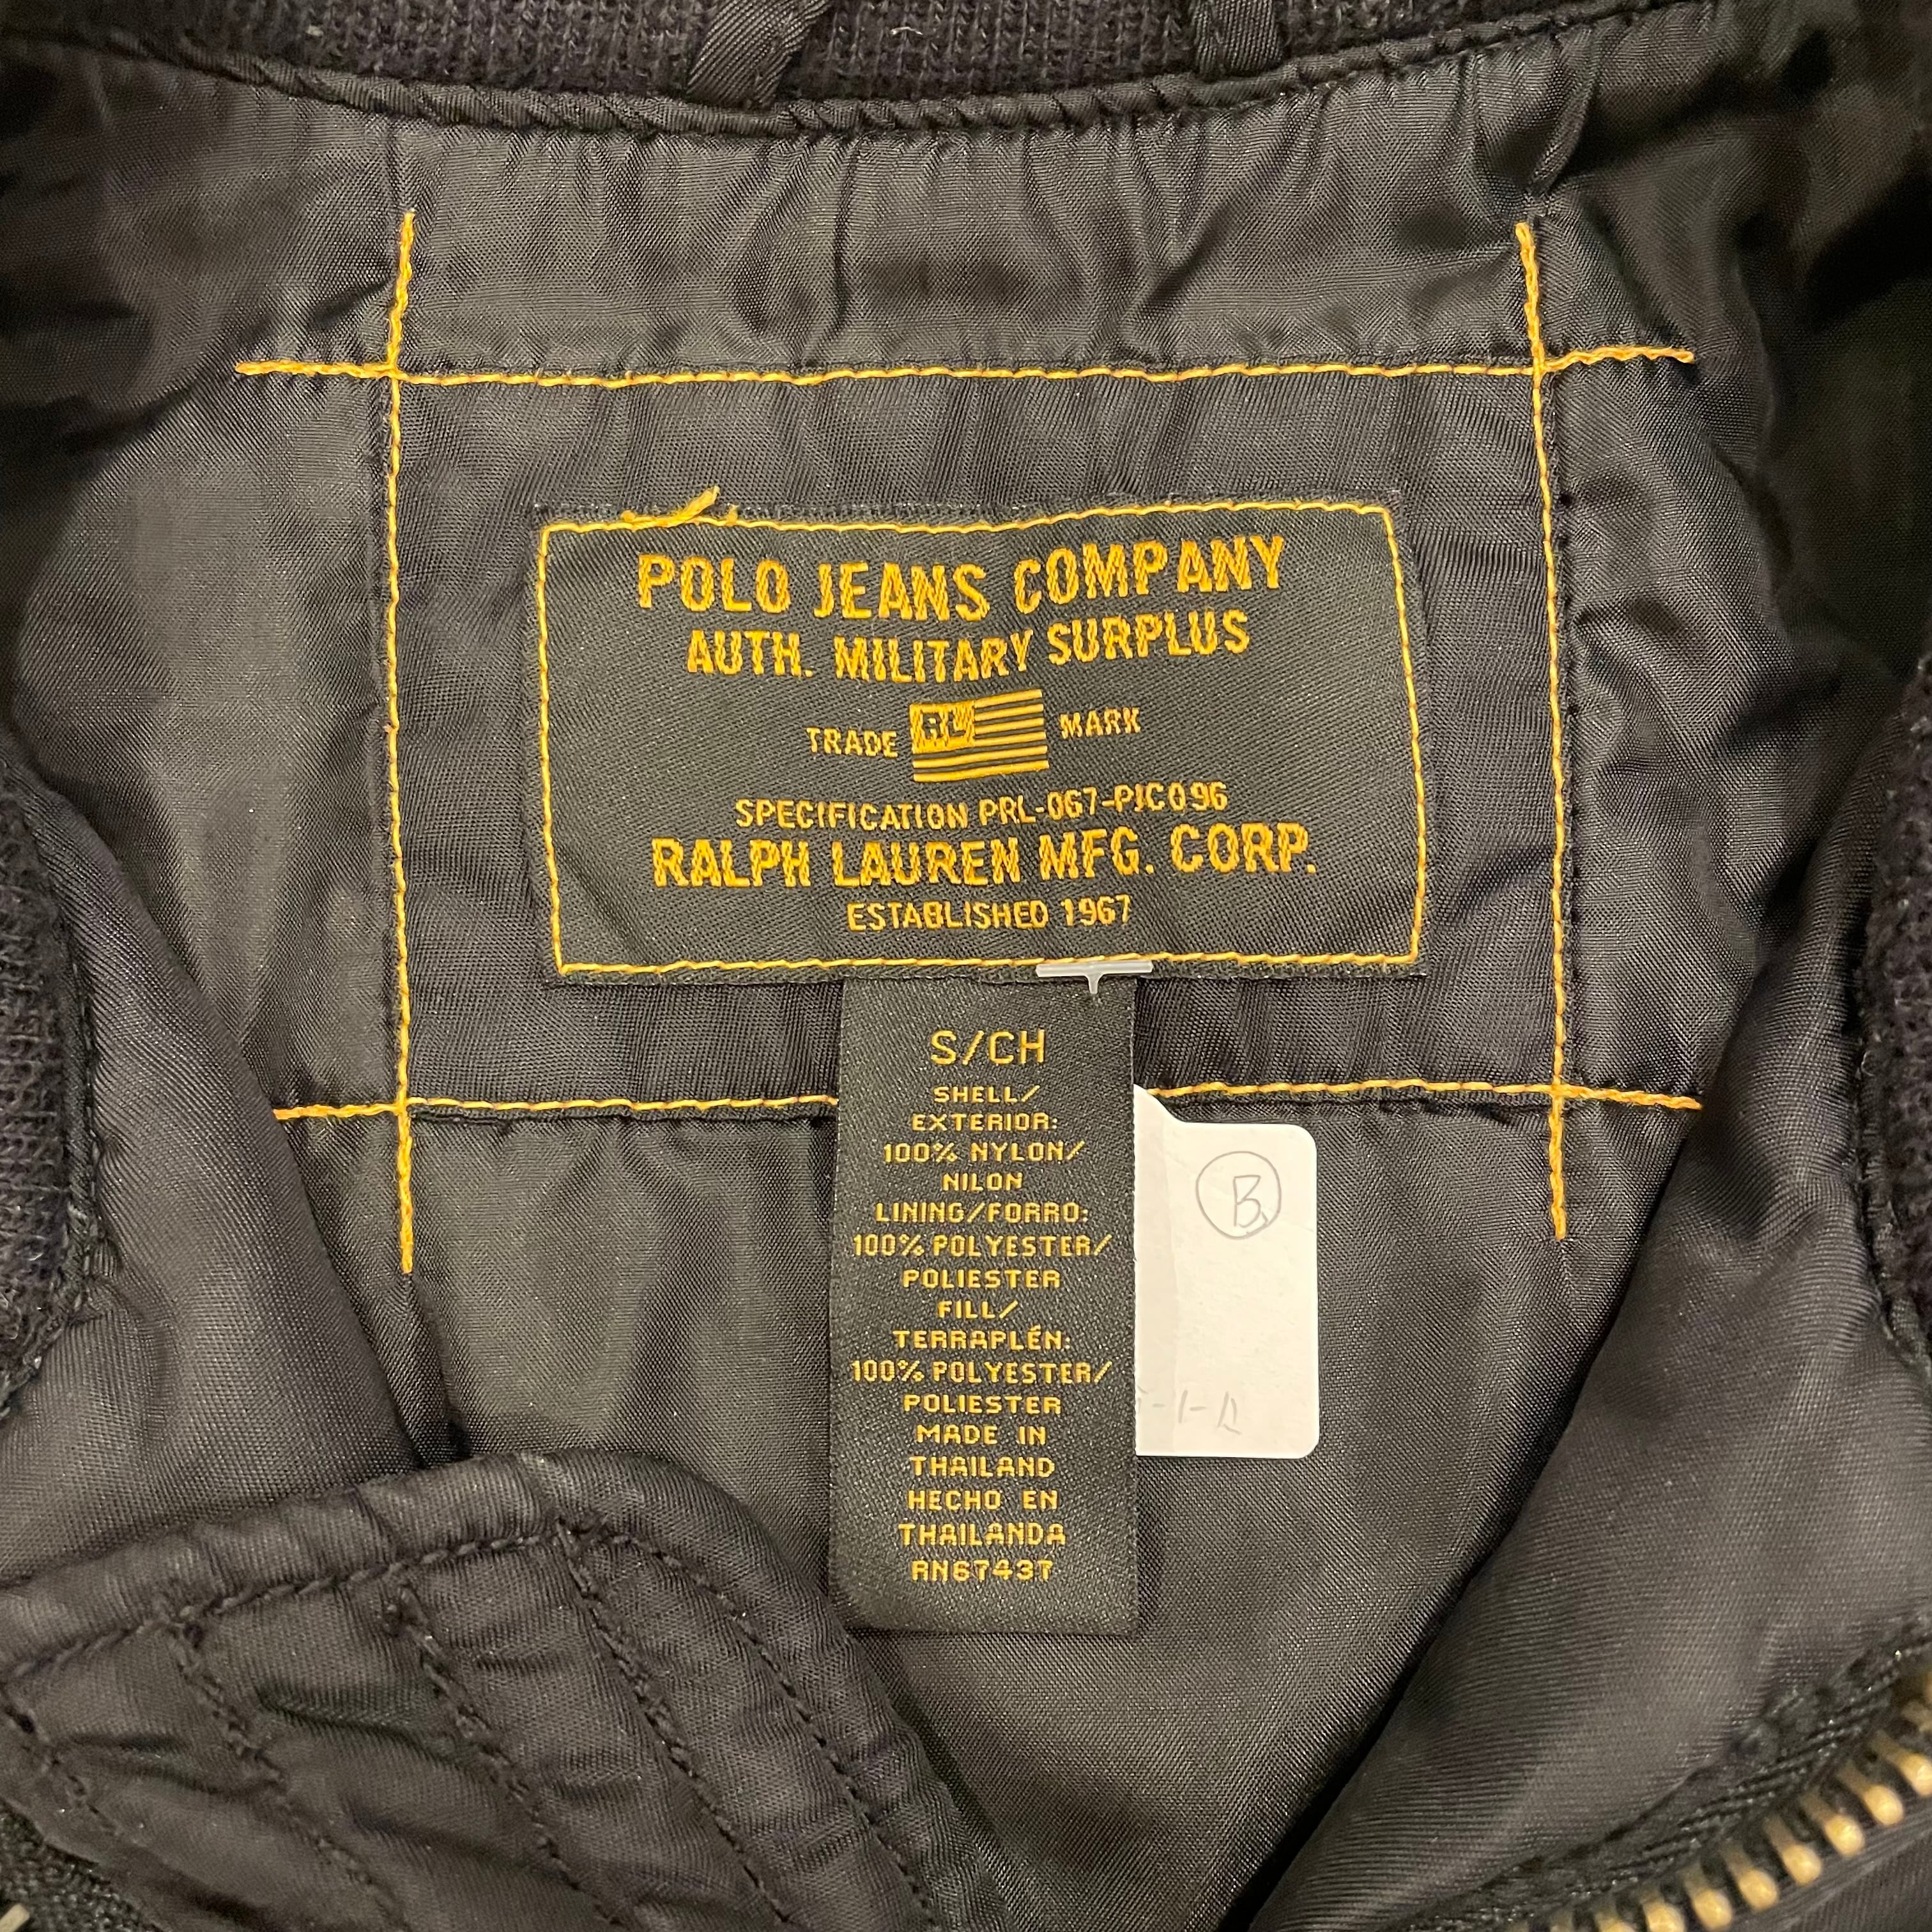 POLO JEANS COMPANY
AUTH. MILITARY SURPLUS
TRADE RL MARK
SPECIFICATION PRL-067-PJC096
RALPH LAUREN MFG. CORP.
ESTABLISHED 1967
S/CH
SHELL/
EXTERIOR:
100% NYLON/
NILON
LINING/FORRO:
100% POLYESTER/
POLIESTER
FILL/
TERRAPLÉN:
100% POLYESTER/
POLIESTER
MADE IN
THAILAND
HECHO EN
THAILANDA
RN67437
B